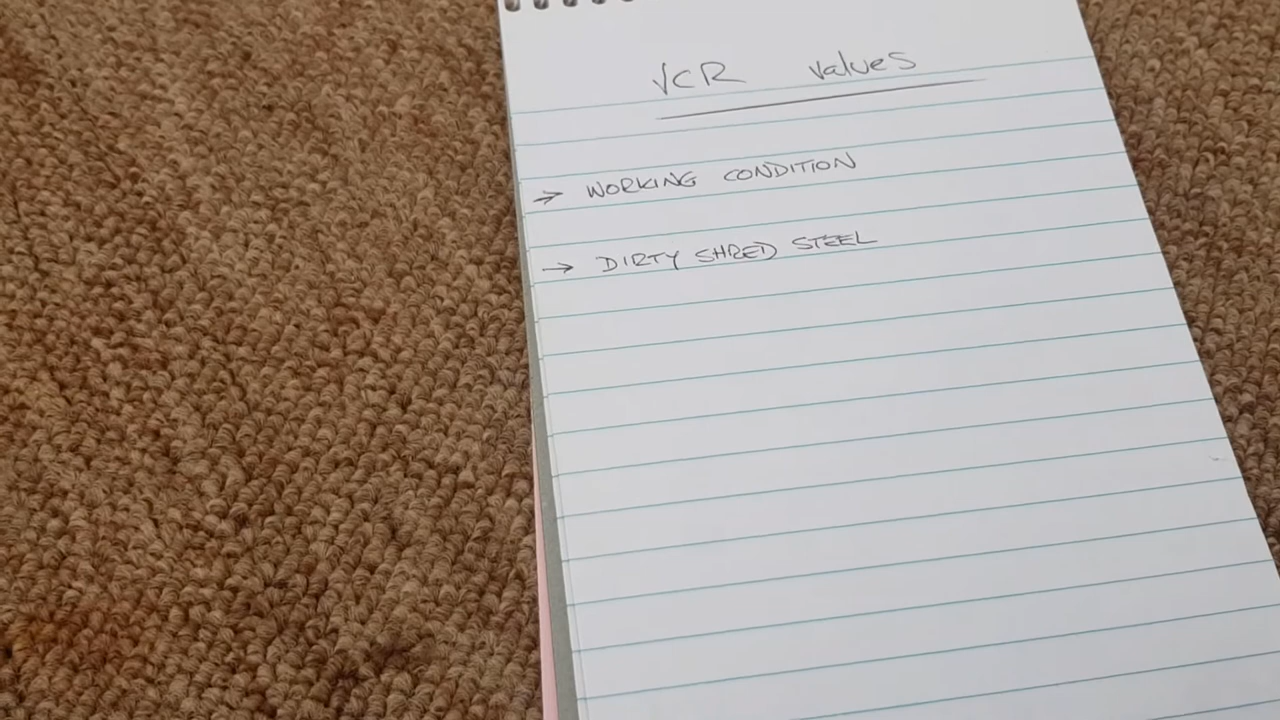 VCR values
→ WORKING CONDITION
→ DIRTY SHRED STEEL